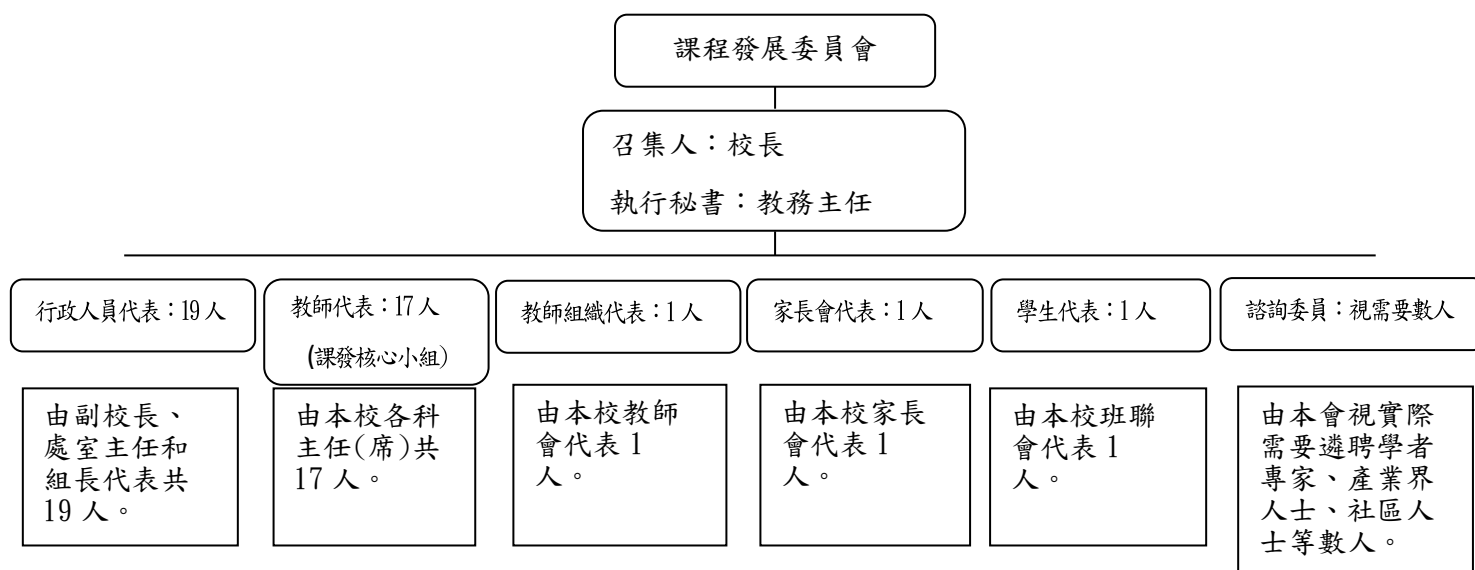 課程發展委員會
召集人：校長
執行秘書：教務主任
行政人員代表：19人
教師代表：17人
(課發核心小組)
教師組織代表：1人
家長會代表：1人
學生代表：1人
諮詢委員：視需要數人
由副校長、
處室主任和
組長代表共
19人。
由本校各科
主任(席)共
17人。
由本校教師
會代表1
人。
由本校家長
會代表1
人。
由本校班聯
會代表1
人。
由本會視實際
需要遴聘學者
專家、產業界
人士、社區人
士等數人。